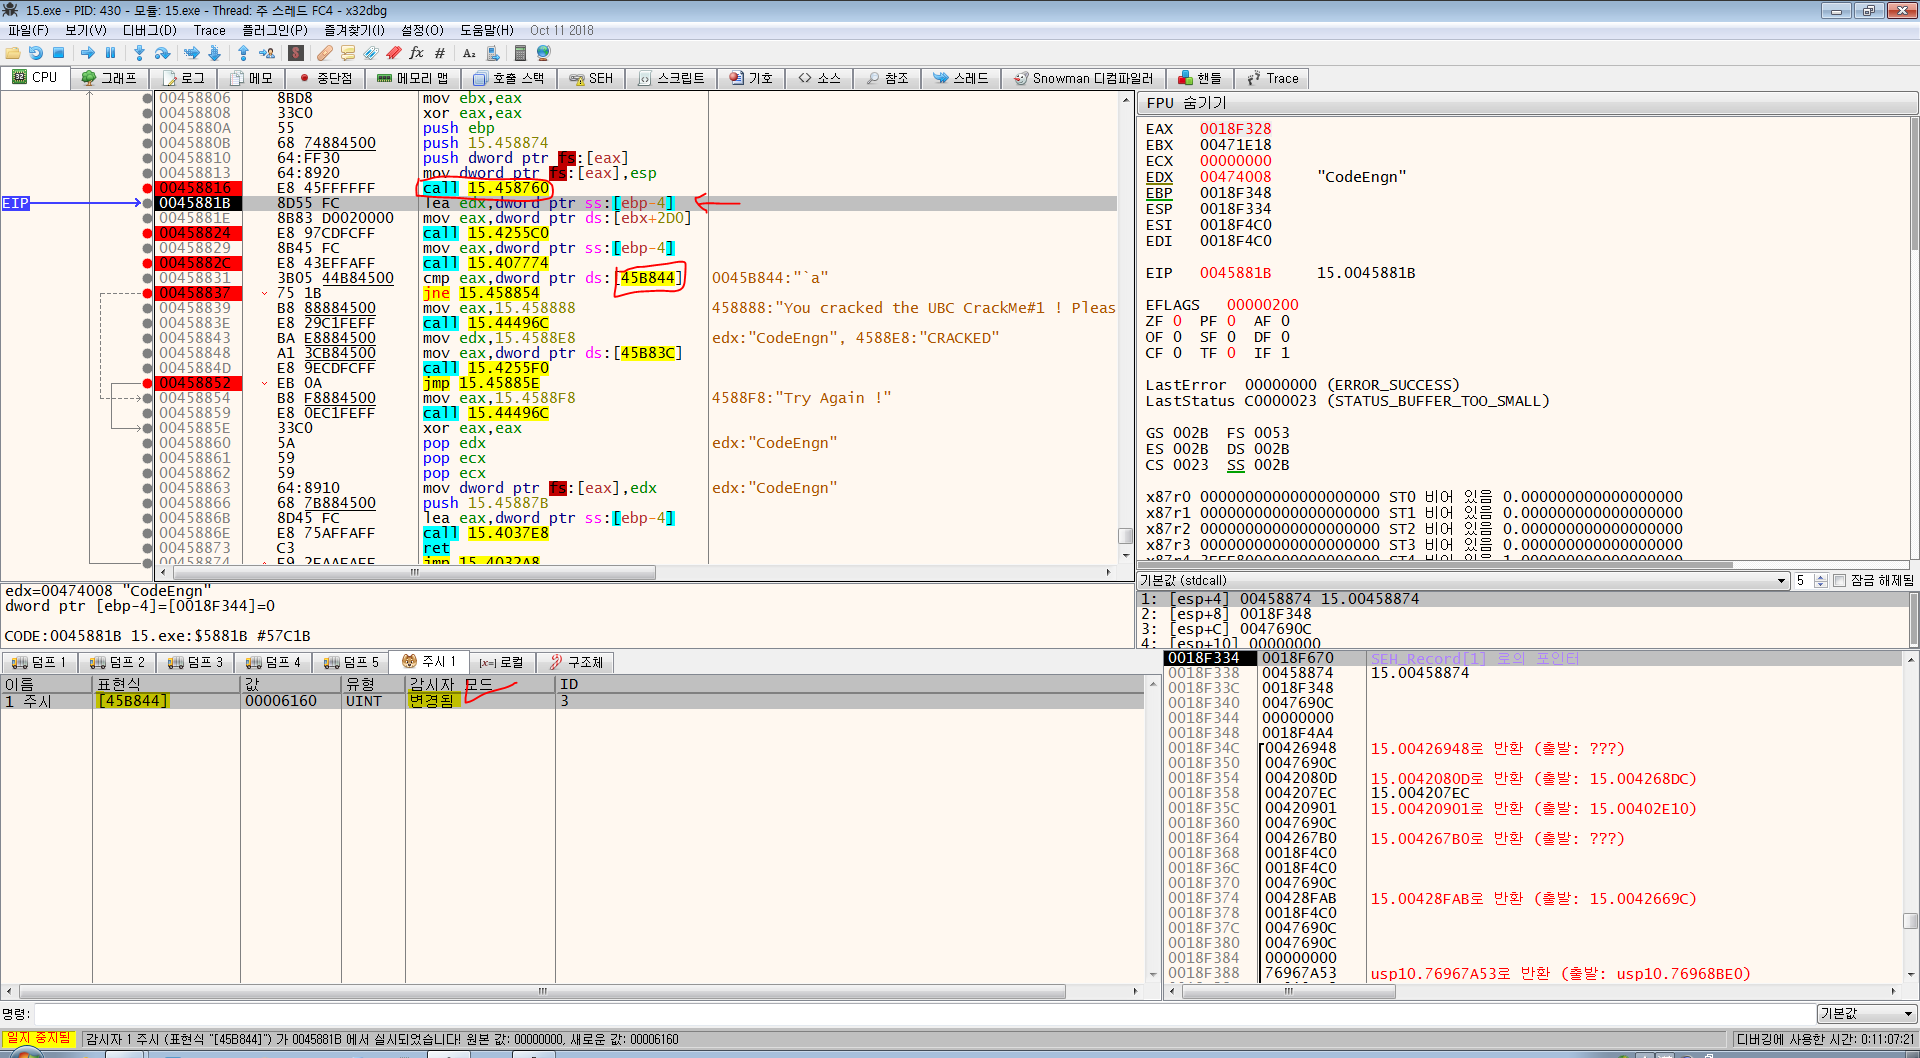 15.exe - PID: 430 - 모듈: 15.exe - Thread: 주 스레드 FC4 - x32dbg
파일(F) 보기(V) 디버그(D) Trace 플러그인(P) 즐겨찾기(I) 설정(O) 도움말(H) Oct 11 2018
CPU 그래프 로그 메모 중단점 메모리 맵 호출 스택 SEH 스크립트 기호 소스 참조 스레드 Snowman 디컴파일러 핸들 Trace
00458806 8BD8 mov ebx,eax
00458808 33C0 xor eax,eax
0045880A 55 push ebp
0045880B 68 74884500 push 15.458874
00458810 64:FF30 push dword ptr fs:[eax]
00458813 64:8920 mov dword ptr fs:[eax],esp
00458816 E8 45FFFFFF call 15.458760
EIP 0045881B 8D55 FC lea edx,dword ptr ss:[ebp-4]
0045881E 8B83 D0020000 mov eax,dword ptr ds:[ebx+2D0]
00458824 E8 97CDFCFF call 15.4255C0
00458829 8B45 FC mov eax,dword ptr ss:[ebp-4]
0045882C E8 43EFFAFF call 15.407774
00458831 3B05 44B84500 cmp eax,dword ptr ds:[45B844] 0045B844:"`a"
00458837 75 1B jne 15.458854
00458839 B8 88884500 mov eax,15.458888 458888:"You cracked the UBC CrackMe#1 ! Pleas
0045883E E8 29C1FEFF call 15.44496C
00458843 BA E8884500 mov edx,15.4588E8 edx:"CodeEngn", 4588E8:"CRACKED"
00458848 A1 3CB84500 mov eax,dword ptr ds:[45B83C]
0045884D E8 9ECDFCFF call 15.4255F0
00458852 EB 0A jmp 15.45885E
00458854 B8 F8884500 mov eax,15.4588F8 4588F8:"Try Again !"
00458859 E8 0EC1FEFF call 15.44496C
0045885E 33C0 xor eax,eax
00458860 5A pop edx edx:"CodeEngn"
00458861 59 pop ecx
00458862 59 pop ecx
00458863 64:8910 mov dword ptr fs:[eax],edx edx:"CodeEngn"
00458866 68 7B884500 push 15.45887B
0045886B 8D45 FC lea eax,dword ptr ss:[ebp-4]
0045886E E8 75AFFAFF call 15.4037E8
00458873 C3 ret
00458874 E9 2FAAFAFF jmp 15.4032A8
edx=00474008 "CodeEngn"
dword ptr [ebp-4]=[0018F344]=0
CODE:0045881B 15.exe:$5881B #57C1B
FPU 숨기기
EAX 0018F328
EBX 00471E18
ECX 00000000
EDX 00474008 "CodeEngn"
EBP 0018F348
ESP 0018F334
ESI 0018F4C0
EDI 0018F4C0
EIP 0045881B 15.0045881B
EFLAGS 00000200
ZF 0 PF 0 AF 0
OF 0 SF 0 DF 0
CF 0 TF 0 IF 1
LastError 00000000 (ERROR_SUCCESS)
LastStatus C0000023 (STATUS_BUFFER_TOO_SMALL)
GS 002B FS 0053
ES 002B DS 002B
CS 0023 SS 002B
x87r0 00000000000000000000 ST0 비어 있음 0.000000000000000000
x87r1 00000000000000000000 ST1 비어 있음 0.000000000000000000
x87r2 00000000000000000000 ST2 비어 있음 0.000000000000000000
x87r3 00000000000000000000 ST3 비어 있음 0.000000000000000000
기본값 (stdcall) 5 잠금 해제됨
1: [esp+4] 00458874 15.00458874
2: [esp+8] 0018F348
3: [esp+C] 0047690C
4: [esp+10] 00000000
덤프 1 덤프 2 덤프 3 덤프 4 덤프 5 주시 1 [x=] 로컬 구조체
이름 표현식 값 유형 감시자 모드 ID
1 주시 [45B844] 00006160 UINT 변경됨 3
0018F334 0018F670 SEH_Record[1] 로의 포인터
0018F338 00458874 15.00458874
0018F33C 0018F348
0018F340 0047690C
0018F344 00000000
0018F348 0018F4A4
0018F34C 00426948 15.00426948로 반환 (출발: ???)
0018F350 0047690C
0018F354 0042080D 15.0042080D로 반환 (출발: 15.004268DC)
0018F358 004207EC 15.004207EC
0018F35C 00420901 15.00420901로 반환 (출발: 15.00402E10)
0018F360 0047690C
0018F364 004267B0 15.004267B0로 반환 (출발: ???)
0018F368 0018F4C0
0018F36C 0018F4C0
0018F370 0047690C
0018F374 00428FAB 15.00428FAB로 반환 (출발: 15.0042669C)
0018F378 0018F4C0
0018F37C 0047690C
0018F380 0047690C
0018F384 00000000
0018F388 76967A53 usp10.76967A53로 반환 (출발: usp10.76968BE0)
명령: 기본값
일지 중지됨 감시자 1 주시 (표현식 "[45B844]") 가 0045881B 에서 실시되었습니다! 원본 값: 00000000, 새로운 값: 00006160 디버깅에 사용한 시간: 0:11:07:21